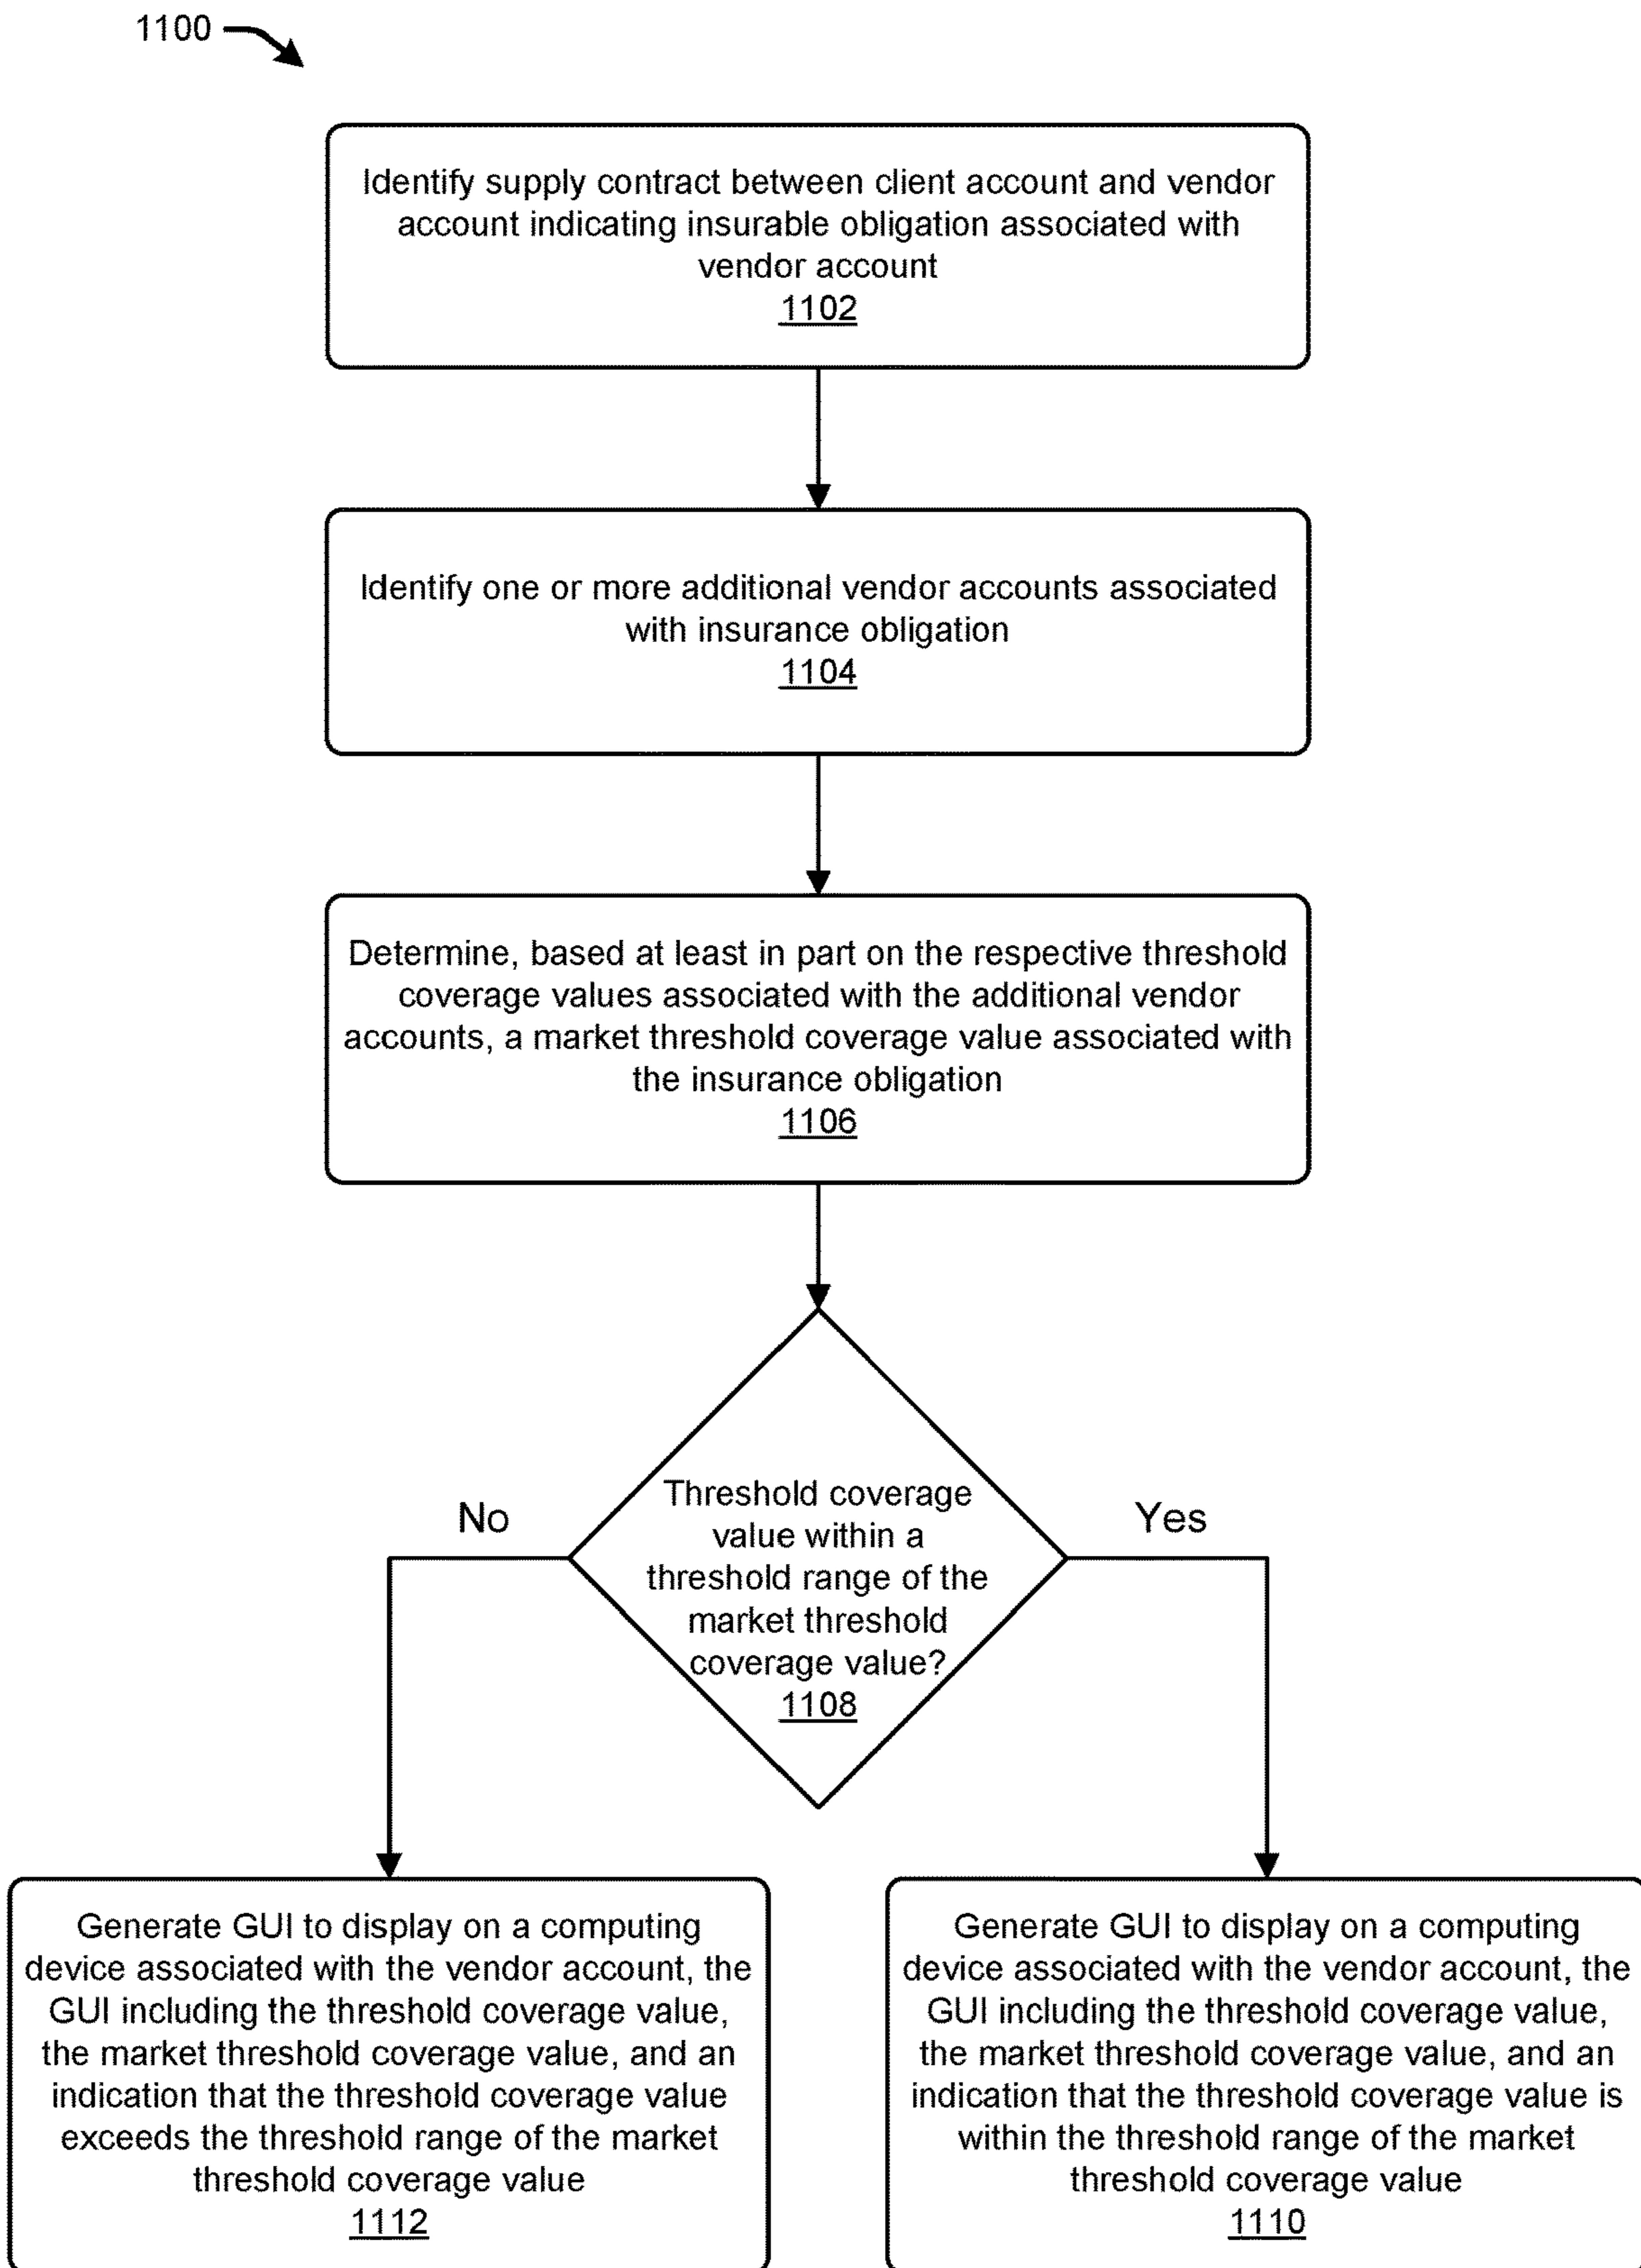 1100
Identify supply contract between client account and vendor
account indicating insurable obligation associated with
vendor account
1102
Identify one or more additional vendor accounts associated
with insurance obligation
1104
Determine, based at least in part on the respective threshold
coverage values associated with the additional vendor
accounts, a market threshold coverage value associated with
the insurance obligation
1106
Threshold coverage
value within a
threshold range of the
market threshold
coverage value?
1108
No
Yes
Generate GUI to display on a computing
device associated with the vendor account, the
GUI including the threshold coverage value,
the market threshold coverage value, and an
indication that the threshold coverage value
exceeds the threshold range of the market
threshold coverage value
1112
Generate GUI to display on a computing
device associated with the vendor account, the
GUI including the threshold coverage value,
the market threshold coverage value, and an
indication that the threshold coverage value is
within the threshold range of the market
threshold coverage value
1110